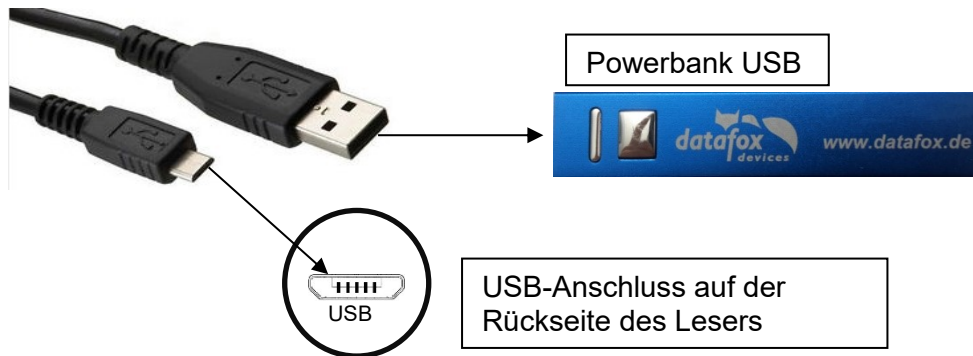 Powerbank USB
datafox
devices
www.datafox.de
USB
USB-Anschluss auf der
Rückseite des Lesers